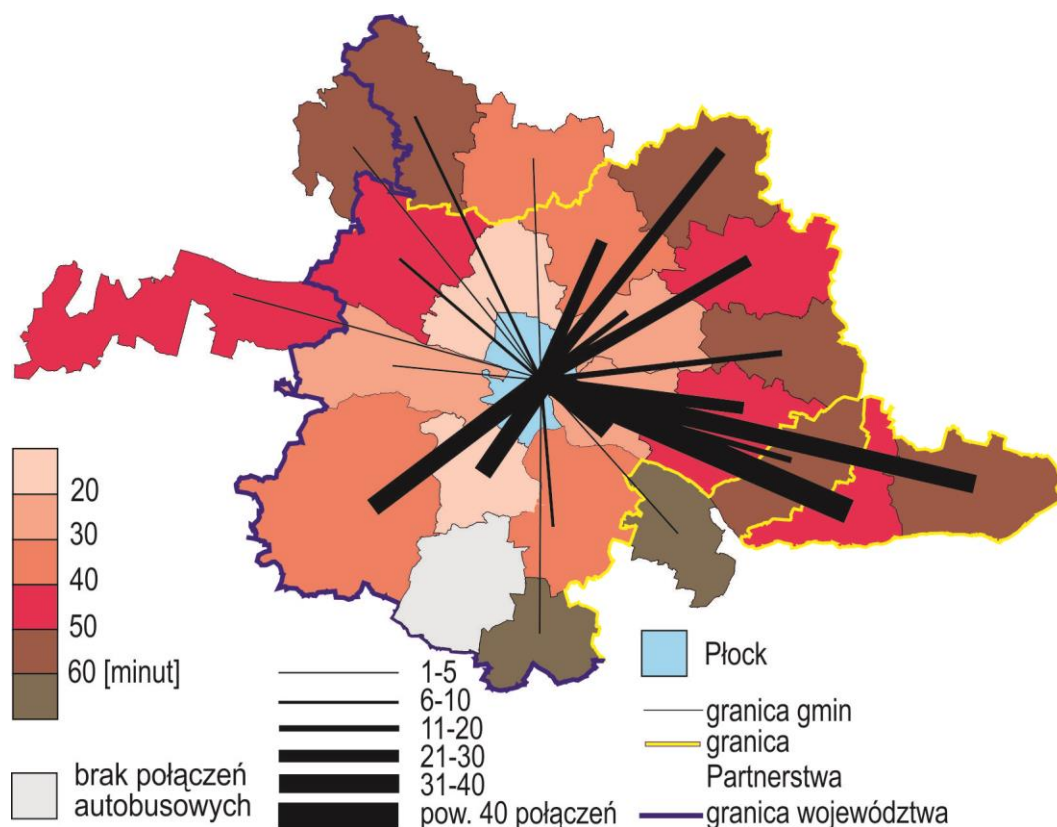 20
30
40
50
60 [minut]
brak połączeń
autobusowych
1-5
6-10
11-20
21-30
31-40
pow. 40 połączeń
Płock
granica gmin
granica
Partnerstwa
granica województwa